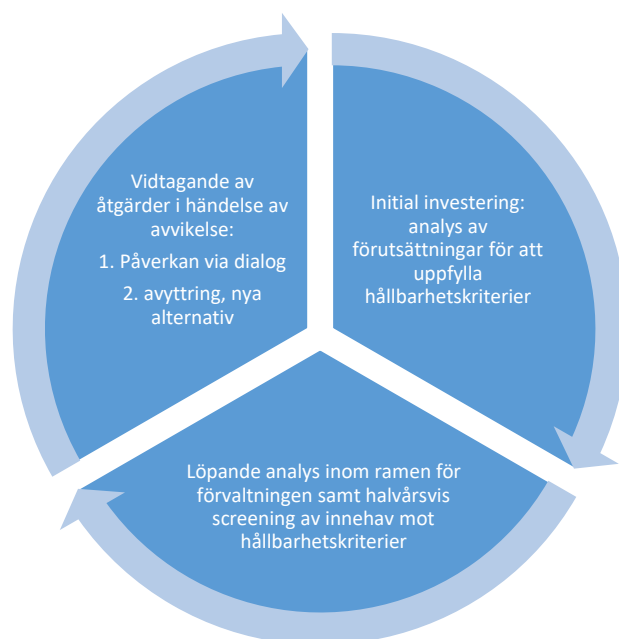 Vidtagande av
åtgärder i händelse av
avvikelse:
1. Påverkan via dialog
2. avyttring, nya
alternativ
Initial investering:
analys av
förutsättningar för att
uppfylla
hållbarhetskriterier
Löpande analys inom ramen för
förvaltningen samt halvårsvis
screening av innehav mot
hållbarhetskriterier